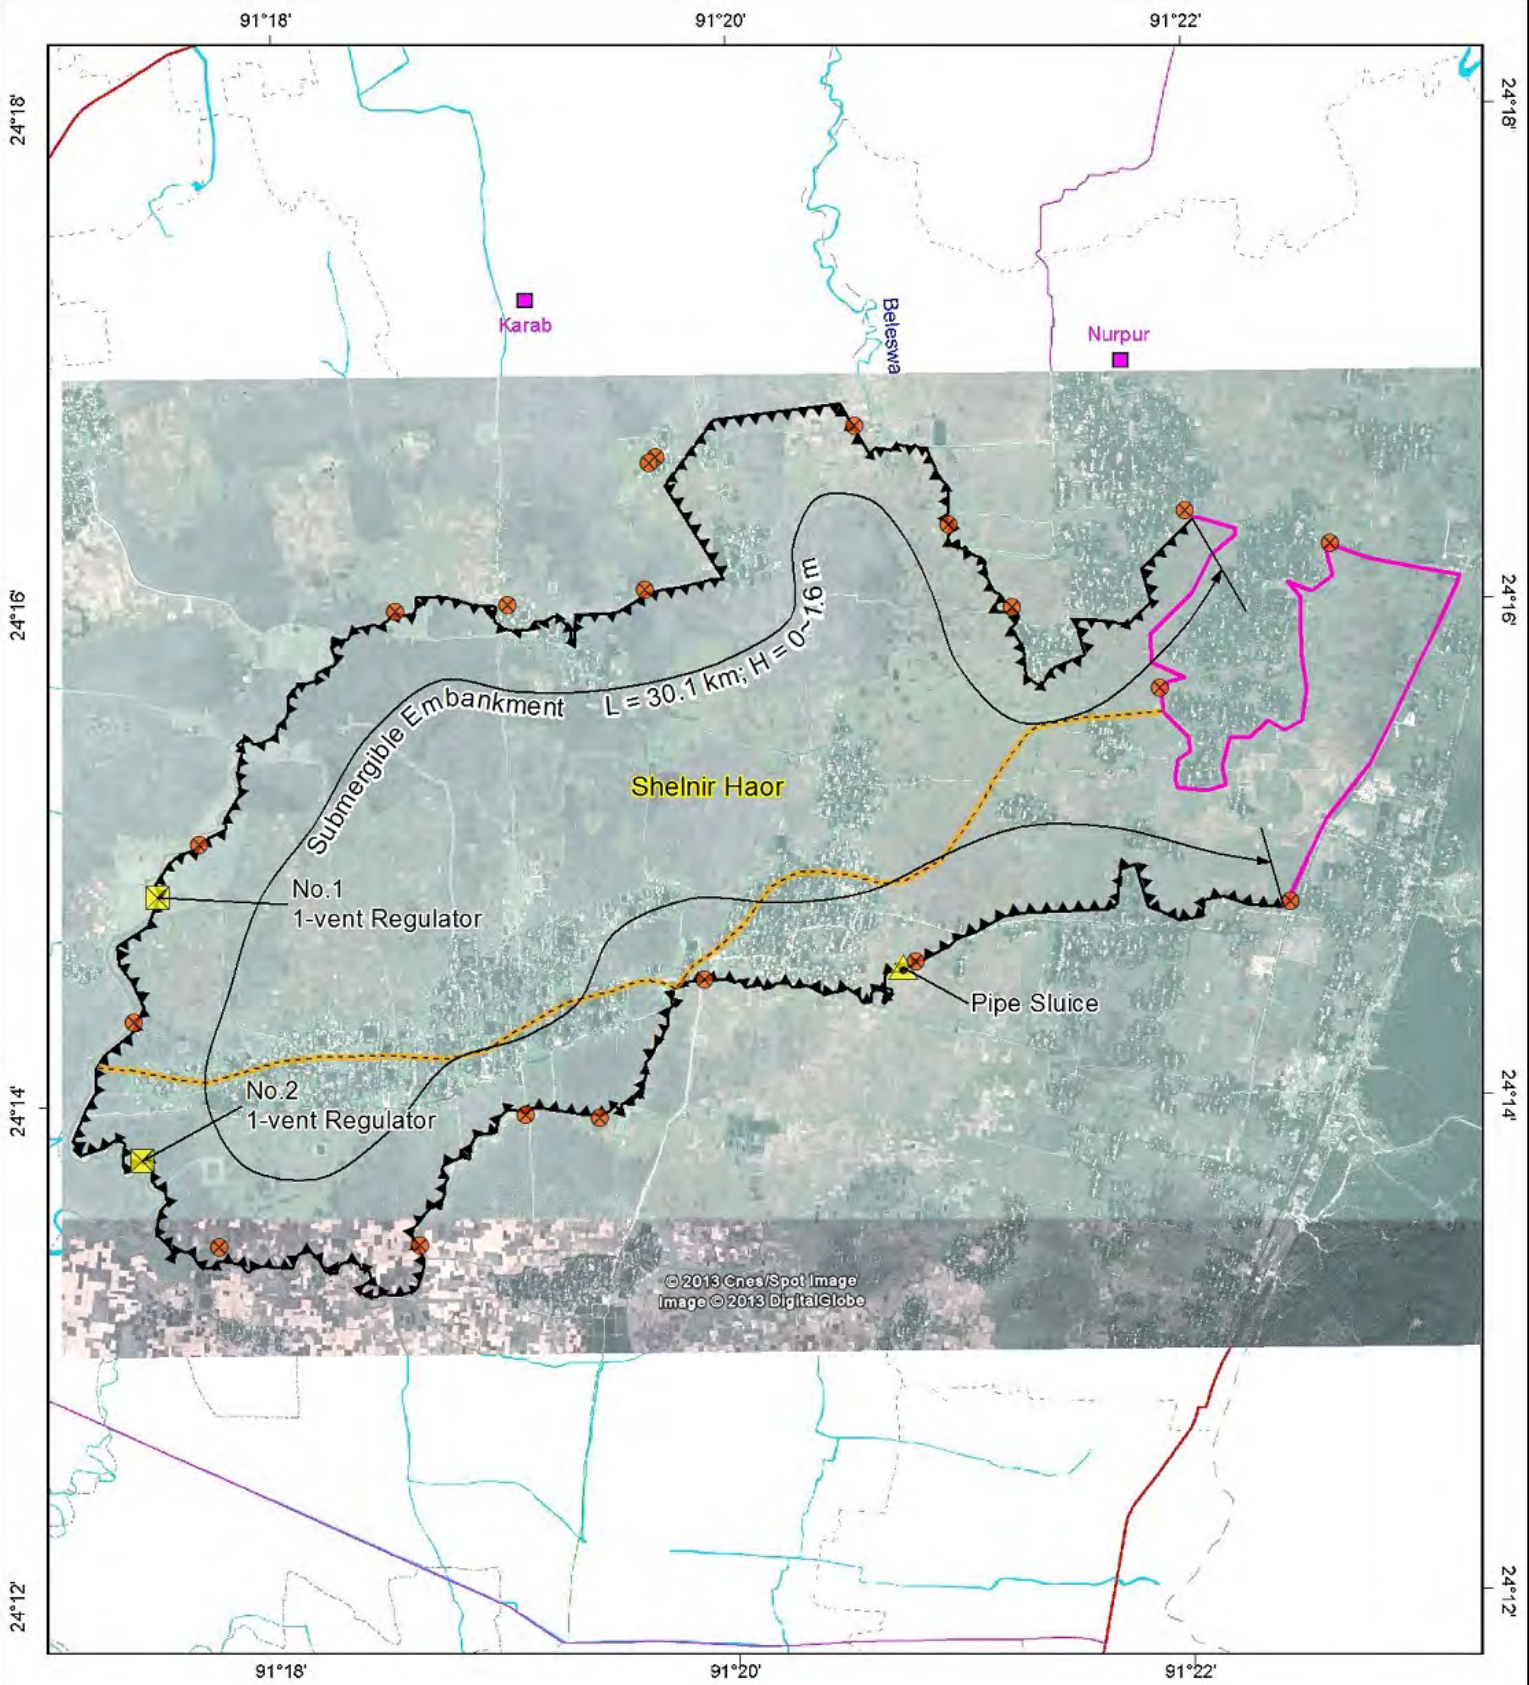 91°18'
91°20'
91°22'
24°18'
24°18'
Karab
Beleswa
Nurpur
24°16'
24°16'
Submergible Embankment L = 30.1 km; H = 0~7.6 m
Shelnir Haor
No.1
1-vent Regulator
Pipe Sluice
No.2
1-vent Regulator
24°14'
24°14'
© 2013 Cnes/Spot Image
Image © 2013 DigitalGlobe
24°12'
24°12'
91°18'
91°20'
91°22'